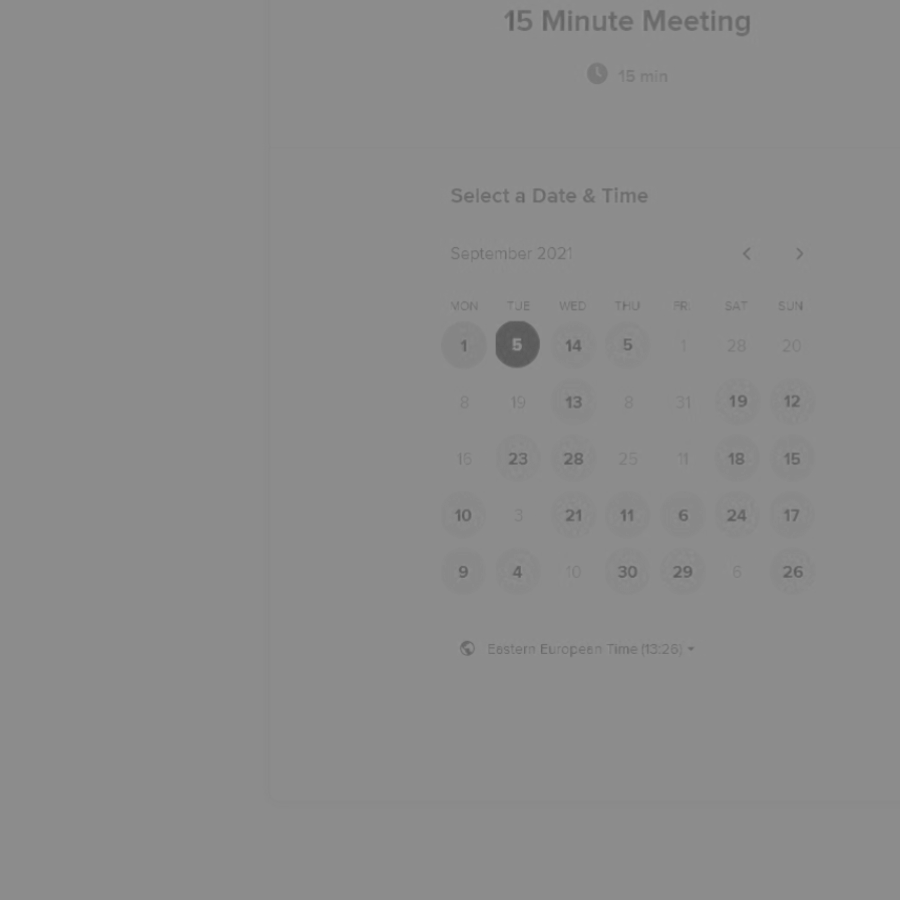 15 Minute Meeting
15 min
Select a Date & Time
September 2021
MON TUE WED THU FRI SAT SUN
1 5 14 5 1 28 20
8 19 13 8 31 19 12
15 23 28 25 11 18 15
10 3 21 11 6 24 17
9 4 10 30 29 6 26
Eastern European Time (13:26)